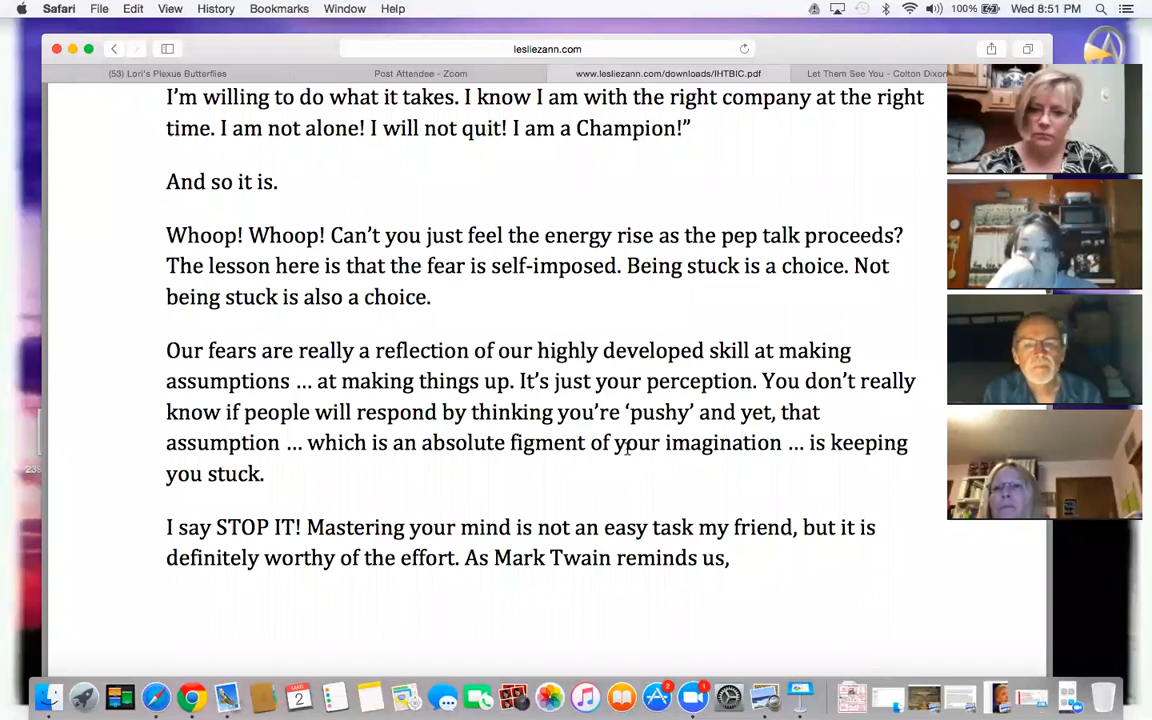 Safari File Edit View History Bookmarks Window Help 100% Wed 8:51 PM
lesliezann.com
(53) Lori's Plexus Butterflies Post Attendee - Zoom www.lesliezann.com/downloads/IHTBIC.pdf Let Them See You - Colton Dixon
I'm willing to do what it takes. I know I am with the right company at the right
time. I am not alone! I will not quit! I am a Champion!”
And so it is.
Whoop! Whoop! Can't you just feel the energy rise as the pep talk proceeds?
The lesson here is that the fear is self-imposed. Being stuck is a choice. Not
being stuck is also a choice.
Our fears are really a reflection of our highly developed skill at making
assumptions … at making things up. It's just your perception. You don't really
know if people will respond by thinking you're ‘pushy’ and yet, that
assumption … which is an absolute figment of your imagination … is keeping
you stuck.
I say STOP IT! Mastering your mind is not an easy task my friend, but it is
definitely worthy of the effort. As Mark Twain reminds us,
MAR
2
2
1